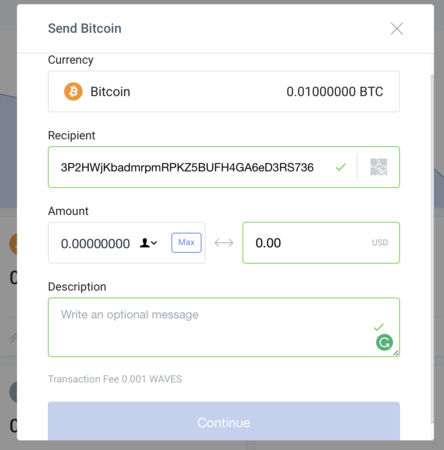 Send Bitcoin
Currency
Bitcoin 0.01000000 BTC
Recipient
3P2HWjKbadmrpmRPKZ5BUFH4GA6eD3RS736
Amount
0.00000000 Max 0.00 USD
Description
Write an optional message
Transaction Fee 0.001 WAVES
Continue